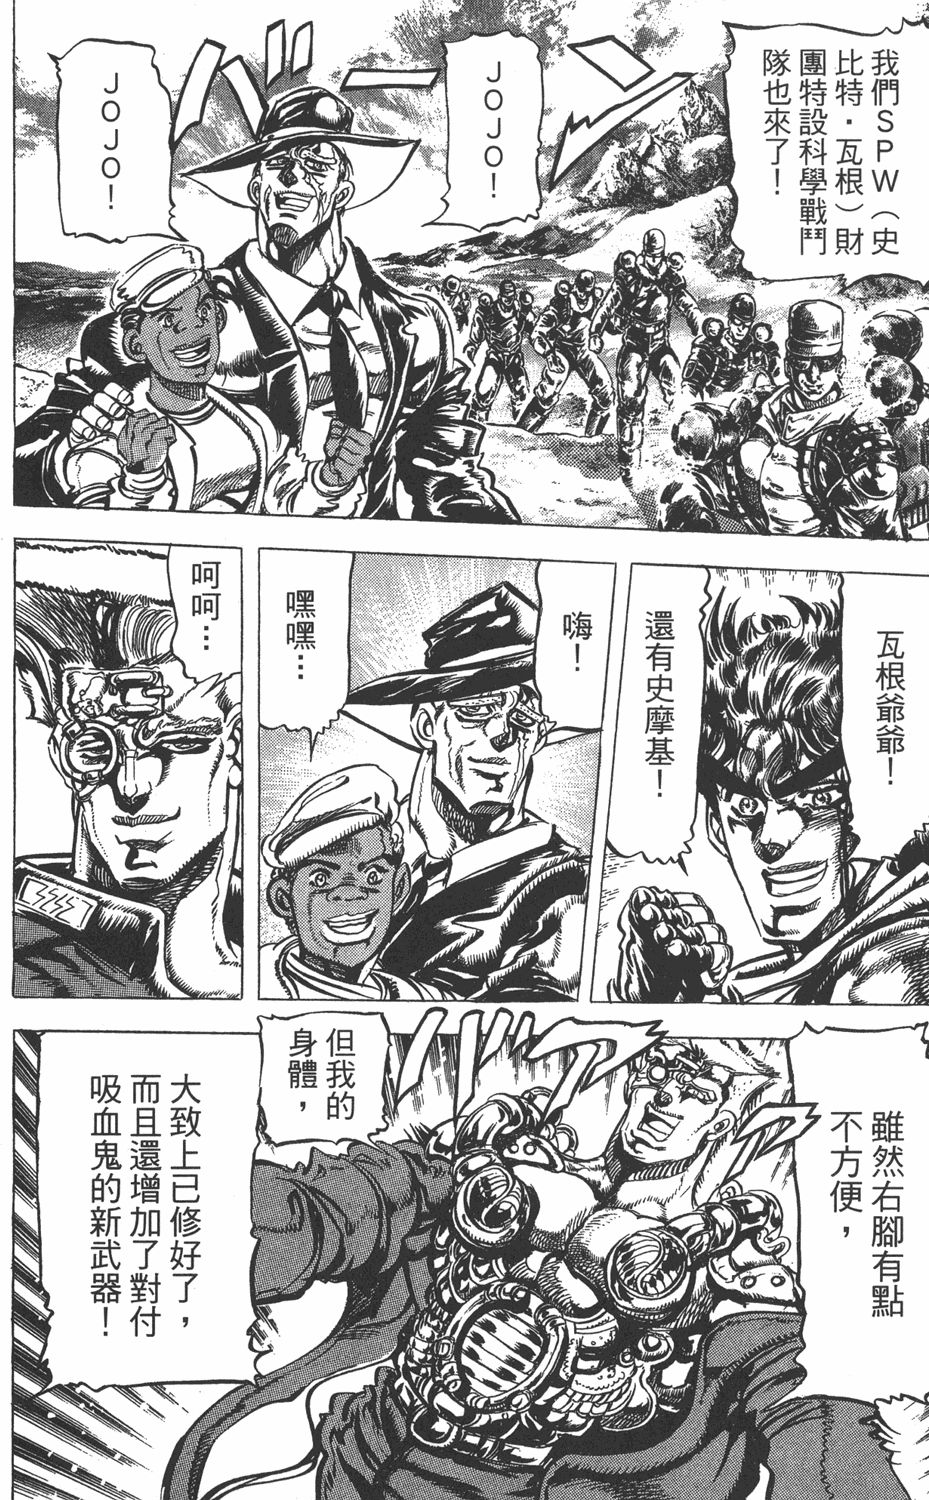 我們SPW（史
比特·瓦根）財
團特設科學戰鬥
隊也來了！
バーン
JOJO！
JOJO！
瓦根爺爺！
還有史摩基！
嗨！
嘿嘿…
呵呵…
雖然右腳有點
不方便，
但我的
身體，
大致上已修好了，
而且還增加了對付
吸血鬼的新武器！